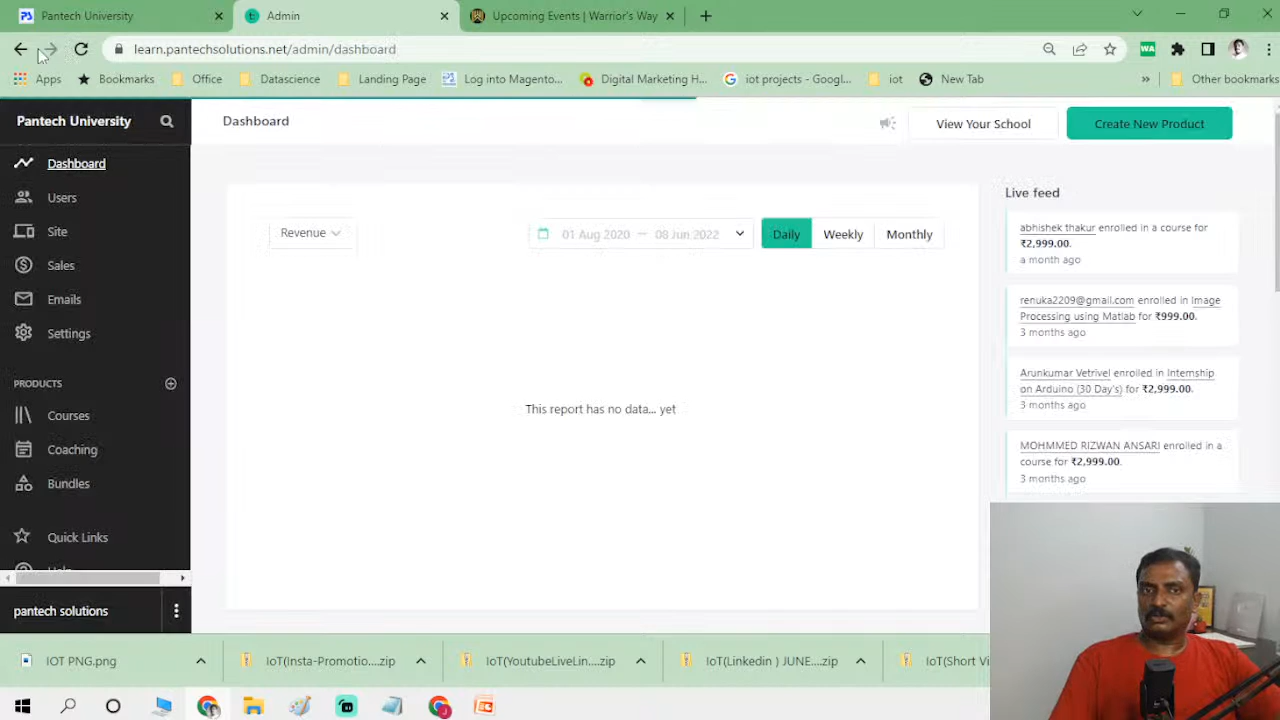 Pantech University
Admin
Upcoming Events | Warrior's Way
learn.pantechsolutions.net/admin/dashboard
WA
Apps
Bookmarks
Office
Datascience
Landing Page
Log into Magento...
Digital Marketing H...
iot projects - Googl...
iot
New Tab
»
Other bookmarks
Pantech University
Dashboard
View Your School
Create New Product
Dashboard
Users
Site
Sales
Emails
Settings
PRODUCTS
Courses
Coaching
Bundles
Quick Links
pantech solutions
Revenue
01 Aug 2020 — 08 Jun 2022
Daily
Weekly
Monthly
This report has no data... yet
Live feed
abhishek thakur enrolled in a course for
₹2,999.00.
a month ago
renuka2209@gmail.com enrolled in Image
Processing using Matlab for ₹999.00.
3 months ago
Arunkumar Vetrivel enrolled in Internship
on Arduino (30 Day's) for ₹2,999.00.
3 months ago
MOHMMED RIZWAN ANSARI enrolled in a
course for ₹2,999.00.
3 months ago
IOT PNG.png
IoT(Insta-Promotio....zip
IoT(YoutubeLiveLin...zip
IoT(Linkedin ) JUNE....zip
IoT(Short Vi